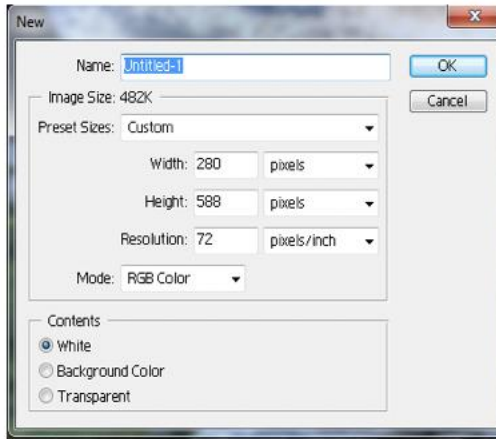 New
Name: Untitled-1
OK
Image Size: 482K
Cancel
Preset Sizes: Custom
Width: 280 pixels
Height: 588 pixels
Resolution: 72 pixels/inch
Mode: RGB Color
Contents
White
Background Color
Transparent